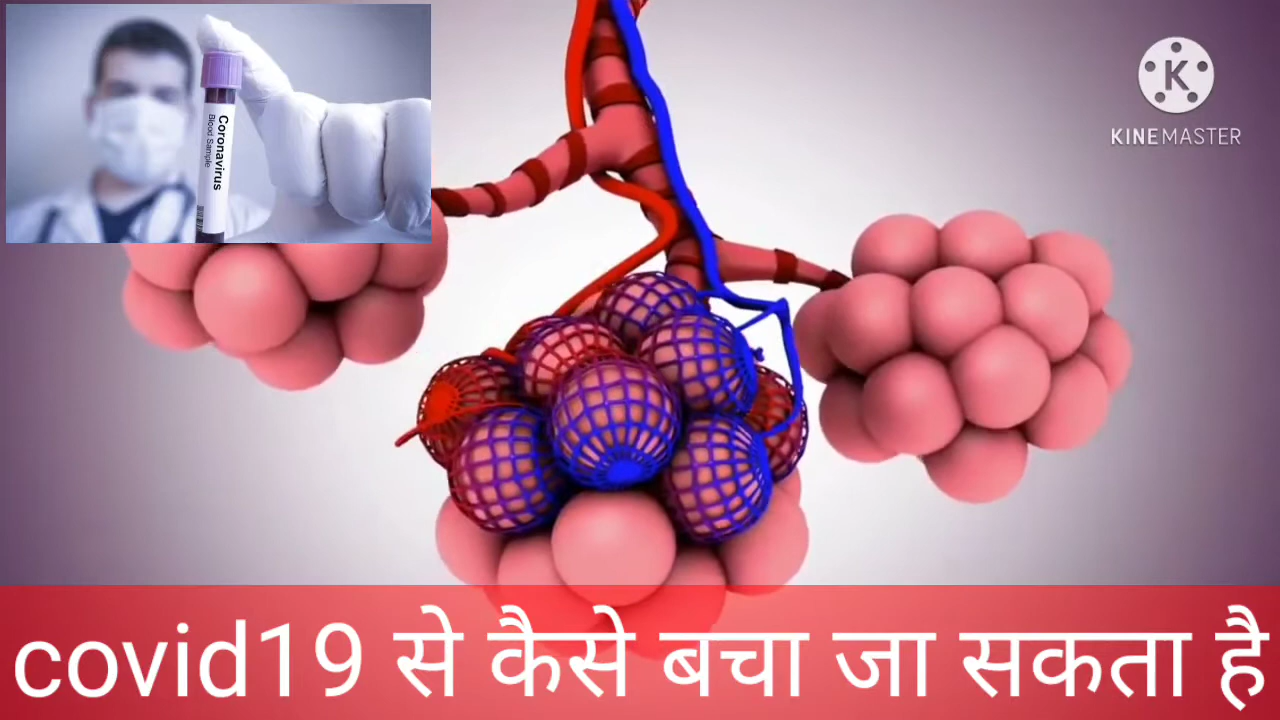 Coronavirus
Blood Sample
K
KINEMASTER
covid19 से कैसे बचा जा सकता है